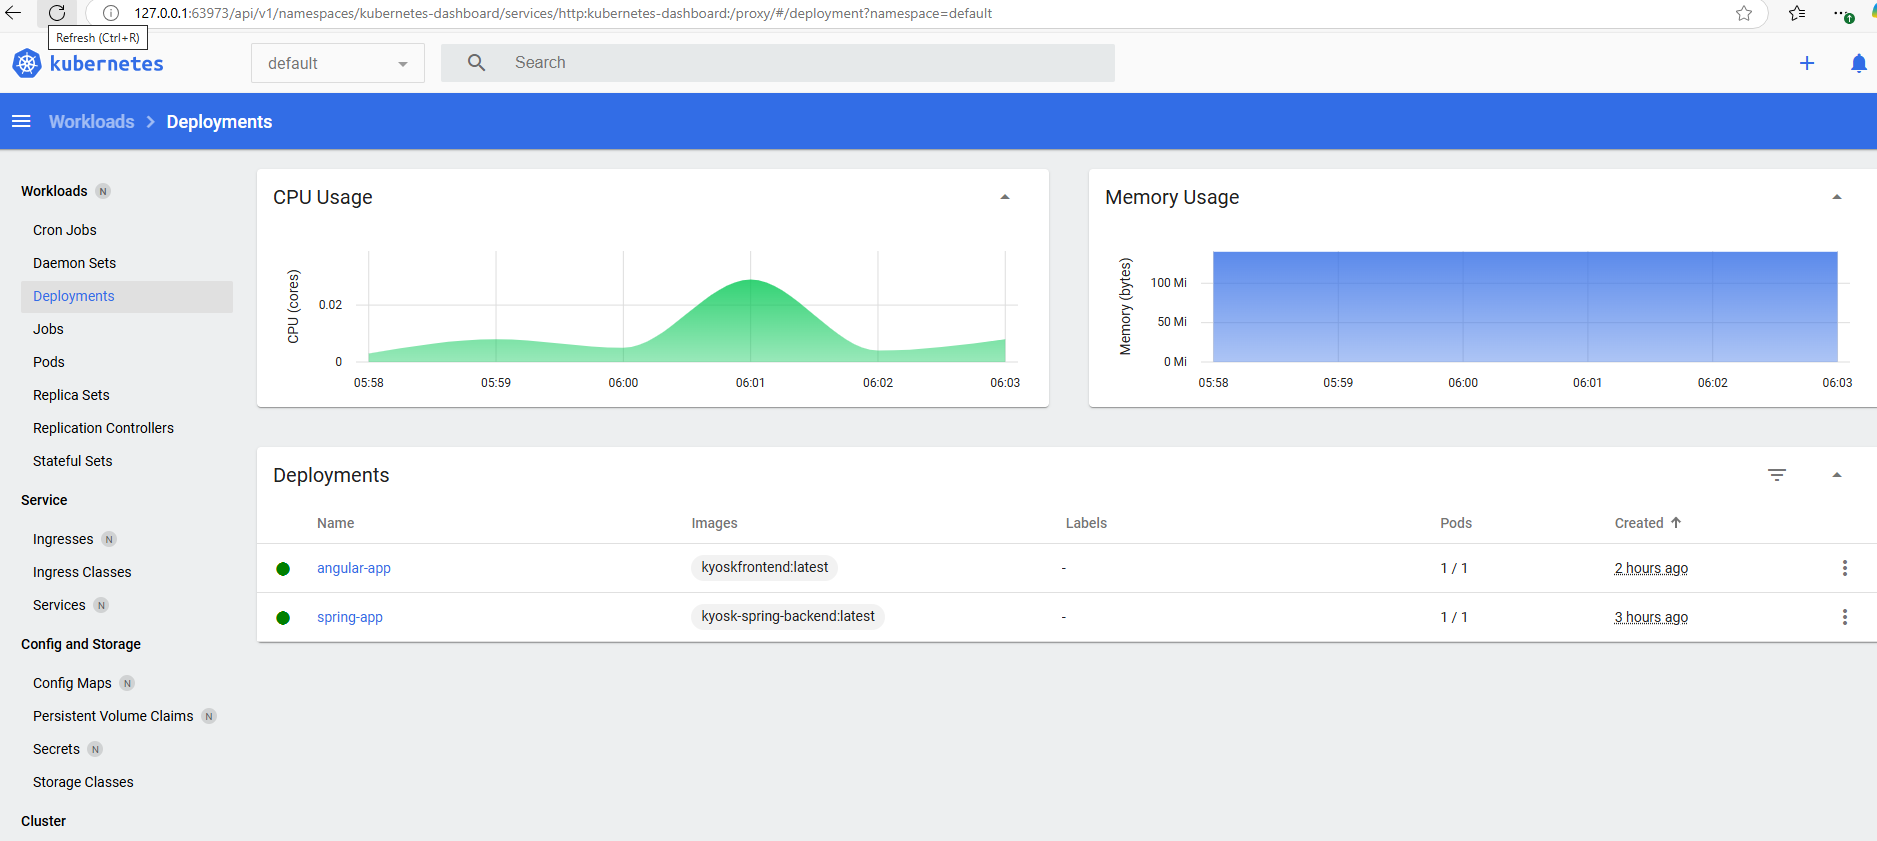 127.0.0.1:63973/api/v1/namespaces/kubernetes-dashboard/services/http:kubernetes-dashboard:/proxy/#/deployment?namespace=default
Refresh (Ctrl+R)
kubernetes
default
Search
Workloads
Deployments
Workloads N
Cron Jobs
Daemon Sets
Deployments
Jobs
Pods
Replica Sets
Replication Controllers
Stateful Sets
Service
Ingresses N
Ingress Classes
Services N
Config and Storage
Config Maps N
Persistent Volume Claims N
Secrets N
Storage Classes
Cluster
CPU Usage
CPU (cores)
0.02
0
05:58 05:59 06:00 06:01 06:02 06:03
Memory Usage
Memory (bytes)
100 Mi
50 Mi
0 Mi
05:58 05:59 06:00 06:01 06:02 06:03
Deployments
Name Images Labels Pods Created
angular-app kyoskfrontend:latest - 1 / 1 2 hours ago
spring-app kyosk-spring-backend:latest - 1 / 1 3 hours ago